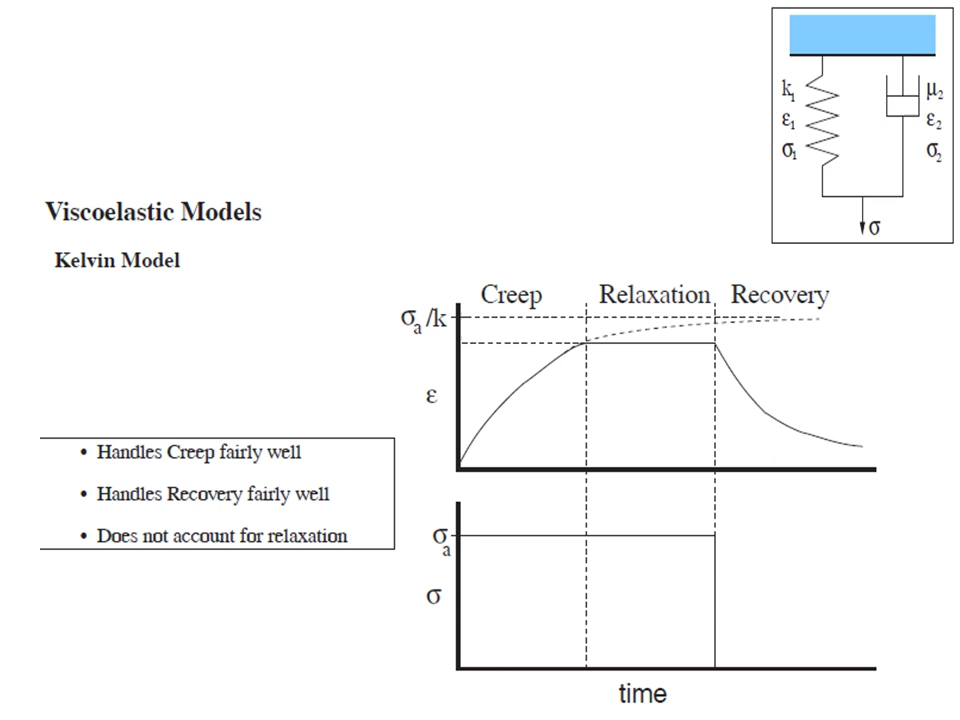 k₁ μ₂
ε₁ ε₂
σ₁ σ₂
σ
Viscoelastic Models
Kelvin Model
Creep Relaxation Recovery
σₐ/k
ε
• Handles Creep fairly well
• Handles Recovery fairly well
• Does not account for relaxation
σₐ
σ
time